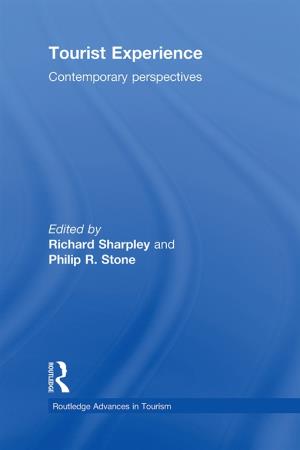 Tourist Experience
Contemporary perspectives
Edited by
Richard Sharpley and
Philip R. Stone
ROUTLEDGE
Routledge Advances in Tourism